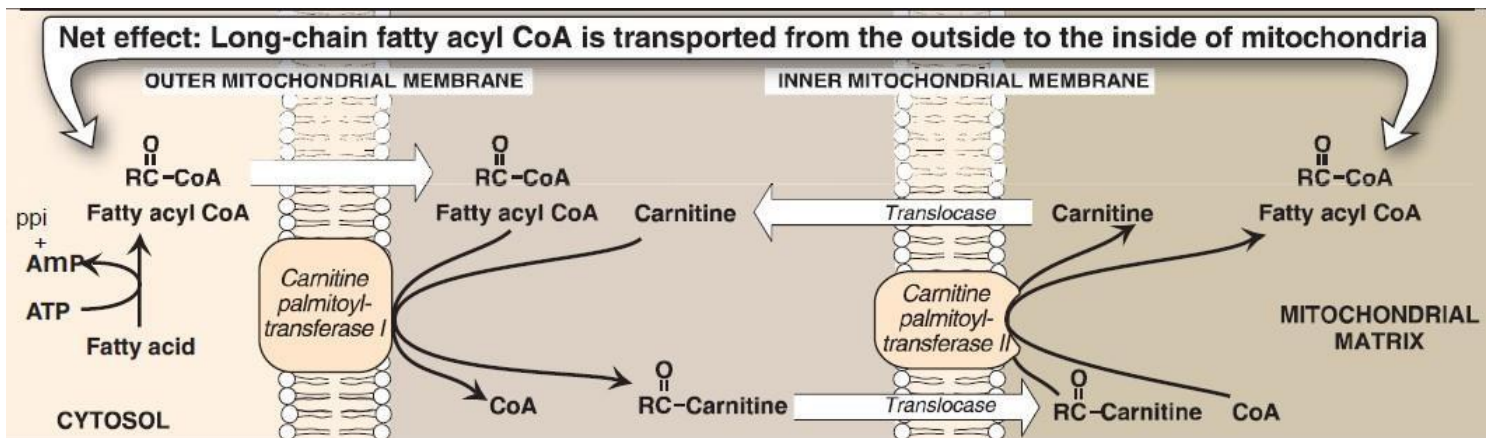 Net effect: Long-chain fatty acyl CoA is transported from the outside to the inside of mitochondria
OUTER MITOCHONDRIAL MEMBRANE
INNER MITOCHONDRIAL MEMBRANE
O
RC–CoA
Fatty acyl CoA
ppi
+
AmP
ATP
Fatty acid
CYTOSOL
Carnitine
palmitoyl-
transferase I
O
RC–CoA
Fatty acyl CoA
Carnitine
CoA
O
RC–Carnitine
Translocase
Translocase
Carnitine
palmitoyl-
transferase II
Carnitine
O
RC–Carnitine
CoA
O
RC–CoA
Fatty acyl CoA
MITOCHONDRIAL
MATRIX